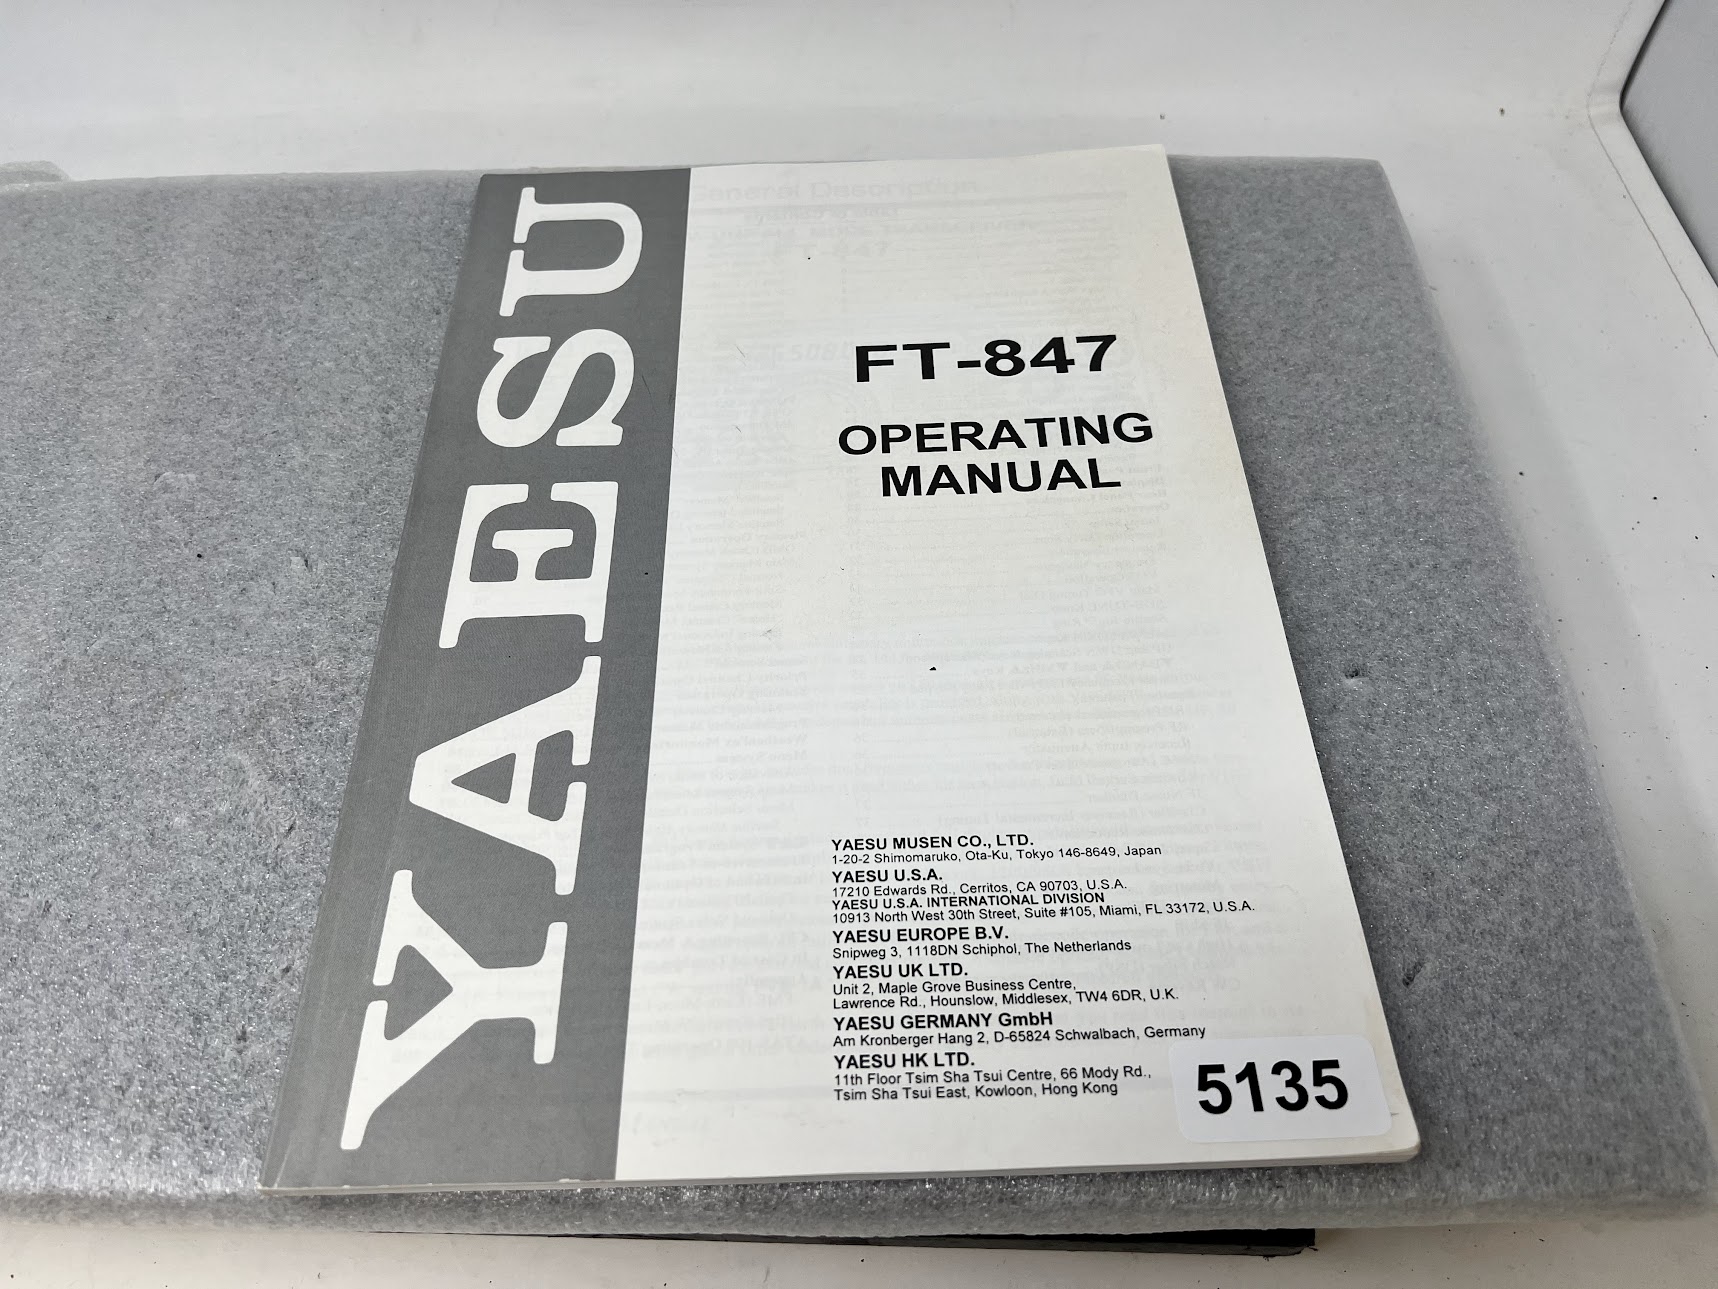 YAESU
General Description
FT-847
FT-847
OPERATING
MANUAL
YAESU MUSEN CO., LTD.
1-20-2 Shimomaruko, Ota-Ku, Tokyo 146-8649, Japan
YAESU U.S.A.
17210 Edwards Rd., Cerritos, CA 90703, U.S.A.
YAESU U.S.A. INTERNATIONAL DIVISION
10913 North West 30th Street, Suite #105, Miami, FL 33172, U.S.A.
YAESU EUROPE B.V.
Snipweg 3, 1118DN Schiphol, The Netherlands
YAESU UK LTD.
Unit 2, Maple Grove Business Centre,
Lawrence Rd., Hounslow, Middlesex, TW4 6DR, U.K.
YAESU GERMANY GmbH
Am Kronberger Hang 2, D-65824 Schwalbach, Germany
YAESU HK LTD.
11th Floor Tsim Sha Tsui Centre, 66 Mody Rd.,
Tsim Sha Tsui East, Kowloon, Hong Kong
5135